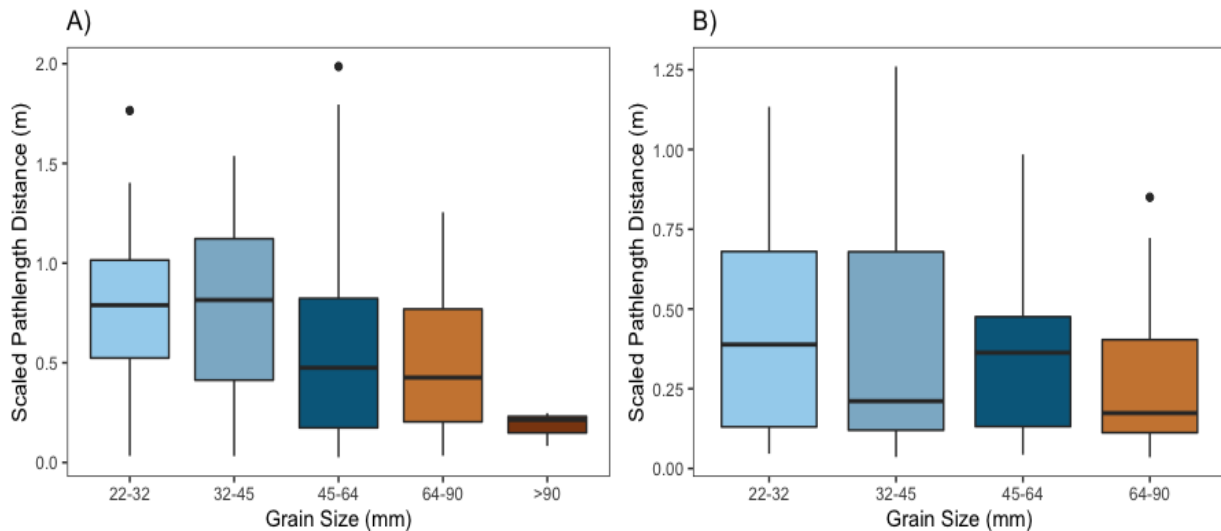 A)
Scaled Pathlength Distance (m)
2.0
1.5
1.0
0.5
0.0
22-32 32-45 45-64 64-90 >90
Grain Size (mm)
B)
Scaled Pathlength Distance (m)
1.25
1.00
0.75
0.50
0.25
0.00
22-32 32-45 45-64 64-90
Grain Size (mm)